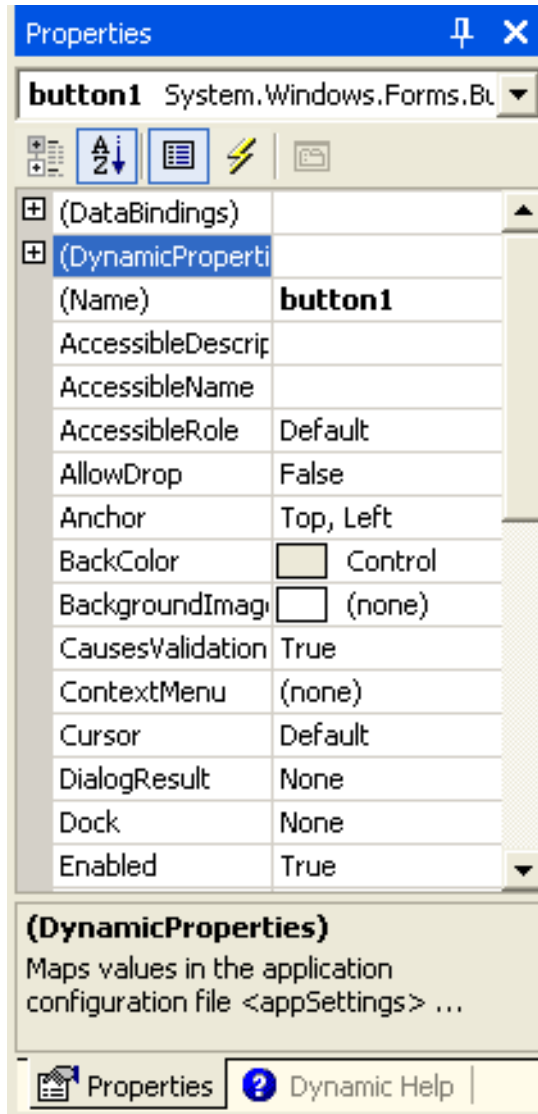 Properties
button1 System.Windows.Forms.Bu
A
Z
(DataBindings)
(DynamicProperti
(Name) button1
AccessibleDescrip
AccessibleName
AccessibleRole Default
AllowDrop False
Anchor Top, Left
BackColor Control
BackgroundImag (none)
CausesValidation True
ContextMenu (none)
Cursor Default
DialogResult None
Dock None
Enabled True
(DynamicProperties)
Maps values in the application
configuration file <appSettings> ...
Properties ? Dynamic Help